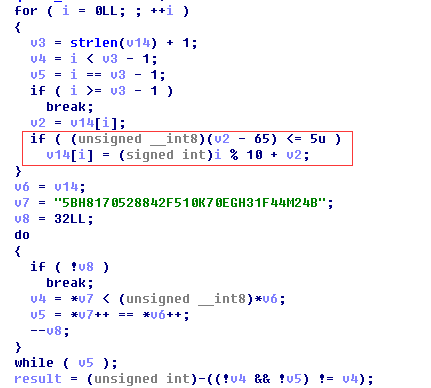 for ( i = 0LL; ; ++i )
{
v3 = strlen(v14) + 1;
v4 = i < v3 - 1;
v5 = i == v3 - 1;
if ( i >= v3 - 1 )
break;
v2 = v14[i];
if ( (unsigned __int8)(v2 - 65) <= 5u )
v14[i] = (signed int)i % 10 + v2;
}
v6 = v14;
v7 = "5BH8170528842F510K70EGH31F44M24B";
v8 = 32LL;
do
{
if ( !v8 )
break;
v4 = *v7 < (unsigned __int8)*v6;
v5 = *v7++ == *v6++;
--v8;
}
while ( v5 );
result = (unsigned int)-((!v4 && !v5) != v4);